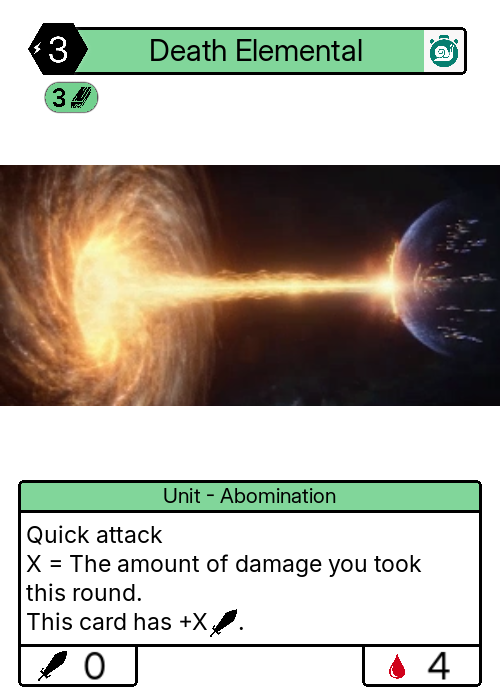 3
Death Elemental
3
Unit - Abomination
Quick attack
X = The amount of damage you took
this round.
This card has +X.
0
4